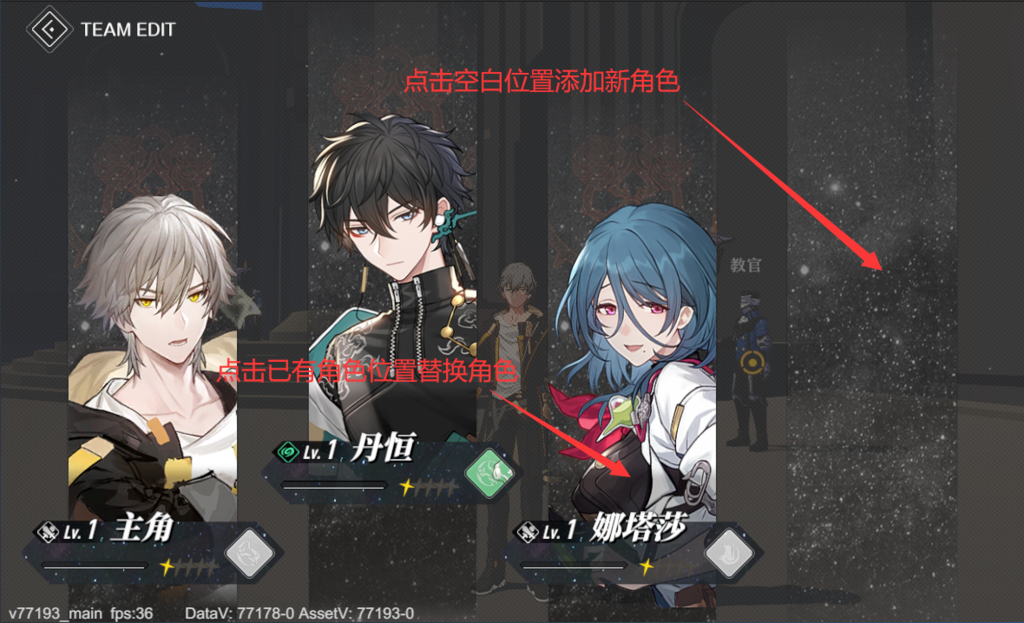 TEAM EDIT
点击空白位置添加新角色
教官
点击已有角色位置替换角色
Lv. 1 丹恒
Lv. 1 主角
Lv. 1 娜塔莎
v77193_main fps:36 DataV: 77178-0 AssetV: 77193-0